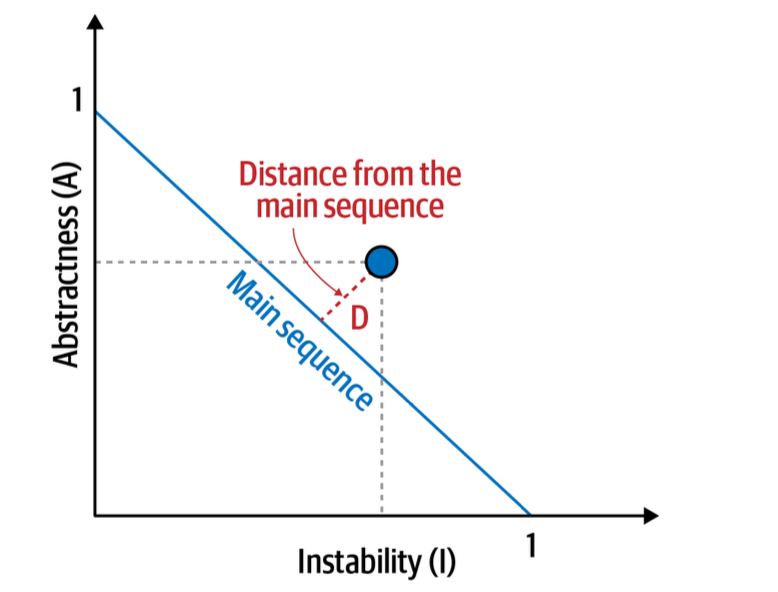 1
Abstractness (A)
Distance from the
main sequence
D
Main sequence
1
Instability (I)